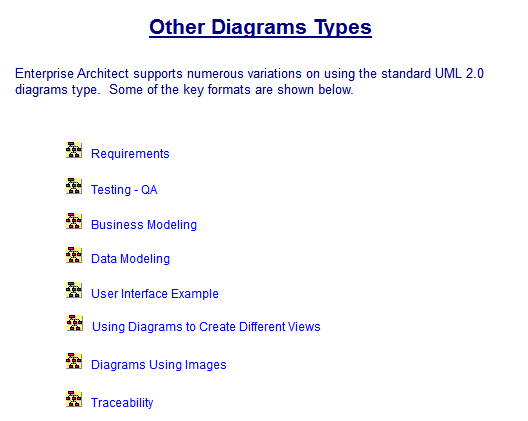 Other Diagrams Types
Enterprise Architect supports numerous variations on using the standard UML 2.0
diagrams type.  Some of the key formats are shown below.
Requirements
Testing - QA
Business Modeling
Data Modeling
User Interface Example
Using Diagrams to Create Different Views
Diagrams Using Images
Traceability